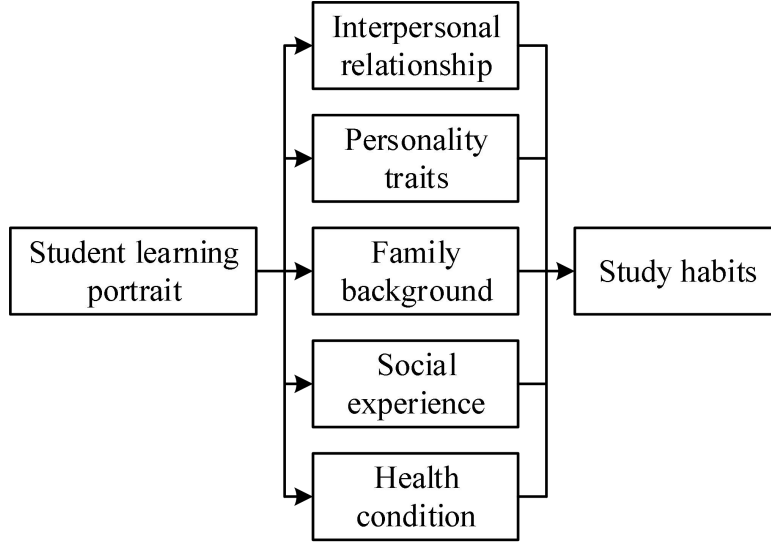 Interpersonal
relationship
Personality
traits
Student learning
portrait
Family
background
Study habits
Social
experience
Health
condition